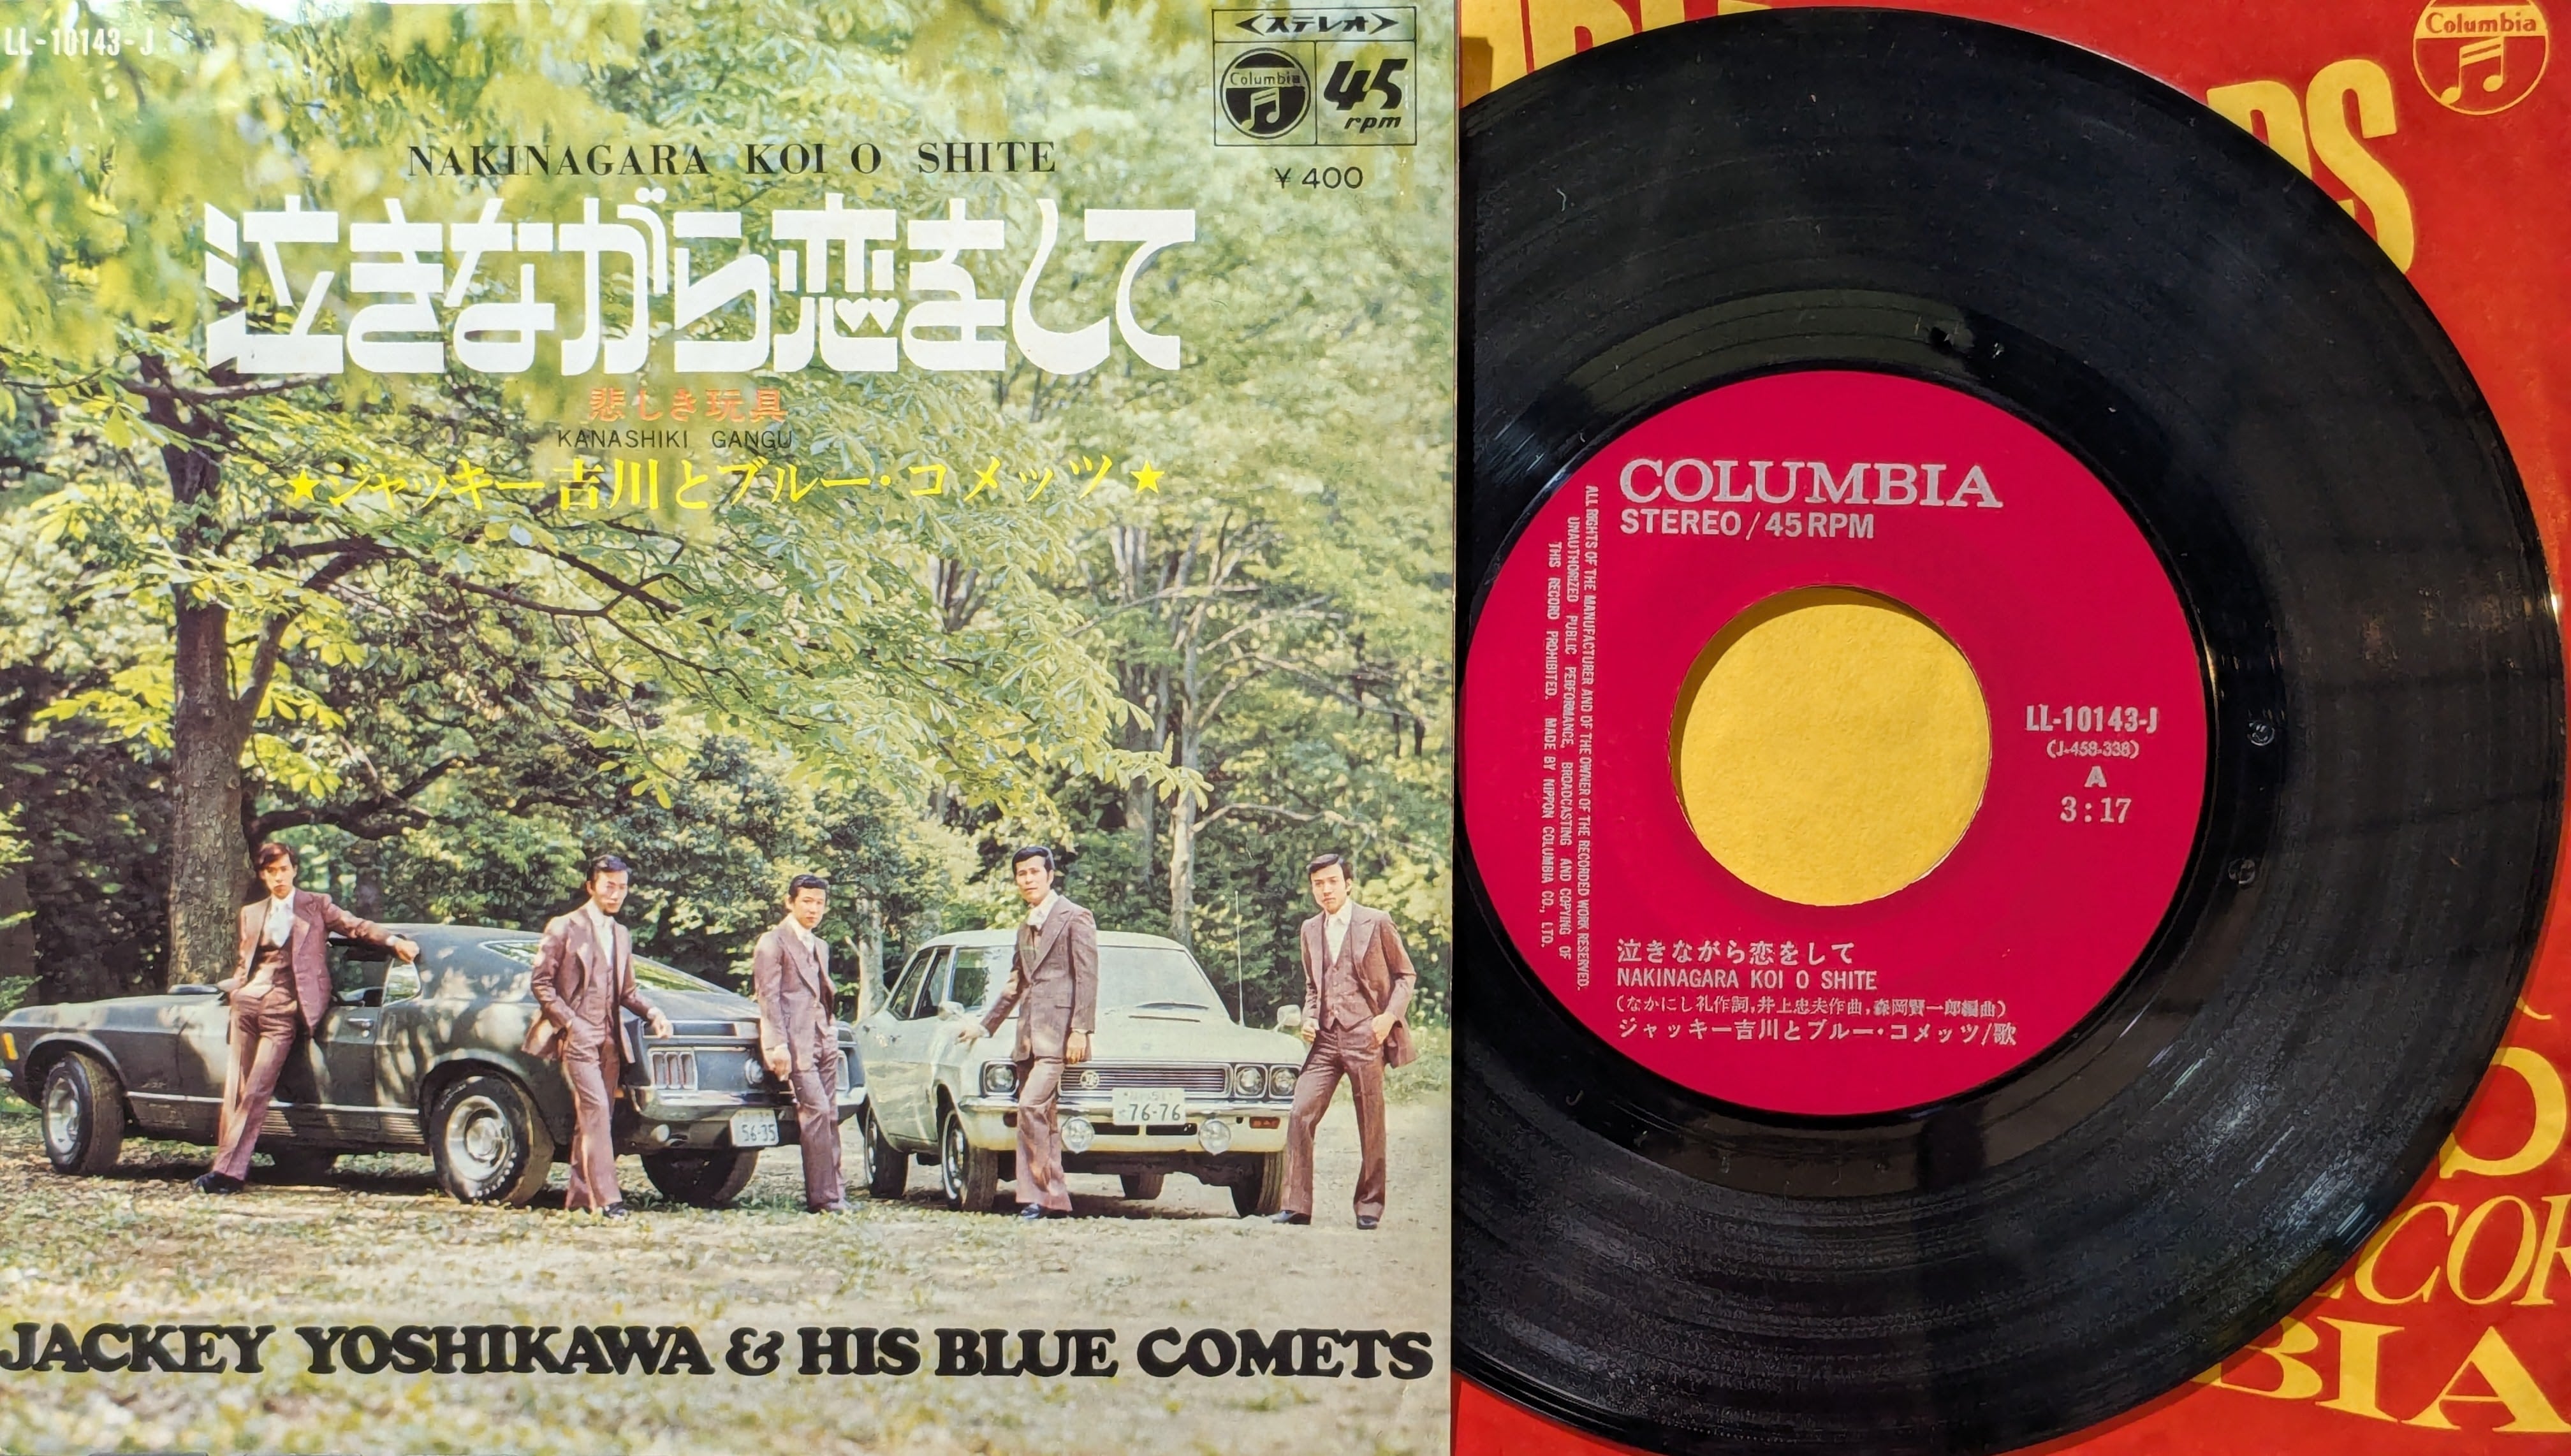 LL-10143-J
<ステレオ>
Columbia
45
rpm
¥400
NAKINAGARA KOI O SHITE
泣きながら恋をして
悲しき玩具
KANASHIKI GANGU
★ジャッキー吉川とブルー・コメッツ★
56-35
76-76
JACKEY YOSHIKAWA & HIS BLUE COMETS
Columbia
COLUMBIA
STEREO/45RPM
ALL RIGHTS OF THE MANUFACTURER AND OF THE OWNER OF THE RECORDED WORK RESERVED.
UNAUTHORIZED PUBLIC PERFORMANCE, BROADCASTING AND COPYING OF
THIS RECORD PROHIBITED. MADE BY NIPPON COLUMBIA CO., LTD.
LL-10143-J
(J-458-338)
A
3:17
泣きながら恋をして
NAKINAGARA KOI O SHITE
(なかにし礼作詞,井上忠夫作曲,森岡賢一郎編曲)
ジャッキー吉川とブルー・コメッツ/歌